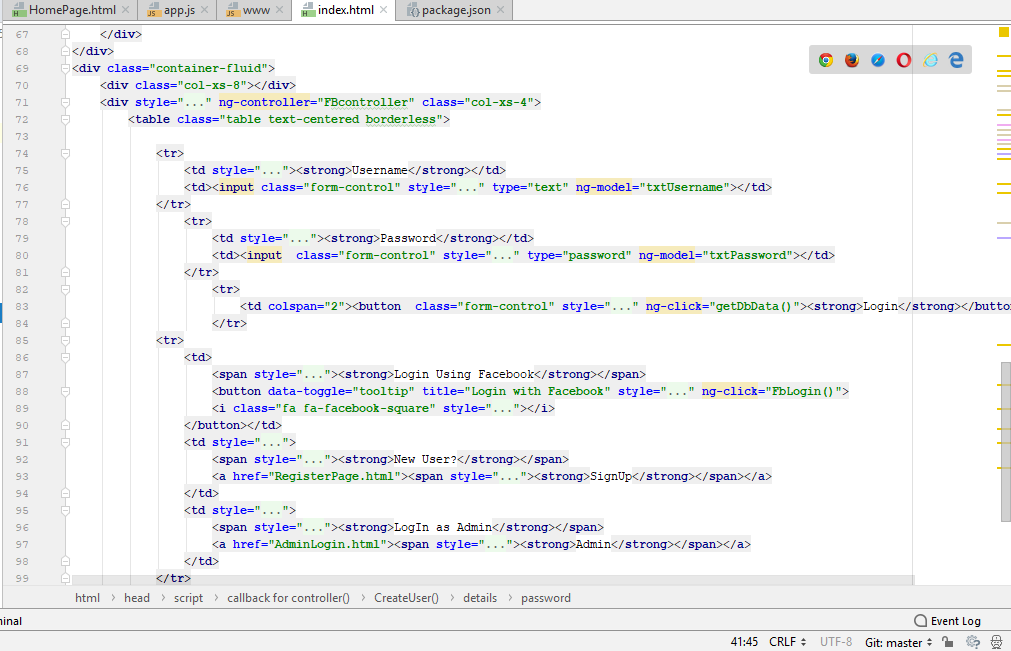 HomePage.html app.js www index.html package.json
67 </div>
68 </div>
69 <div class="container-fluid">
70 <div class="col-xs-8"></div>
71 <div style="..." ng-controller="FBcontroller" class="col-xs-4">
72 <table class="table text-centered borderless">
73
74 <tr>
75 <td style="..."><strong>Username</strong></td>
76 <td><input class="form-control" style="..." type="text" ng-model="txtUsername"></td>
77 </tr>
78 <tr>
79 <td style="..."><strong>Password</strong></td>
80 <td><input  class="form-control" style="..." type="password" ng-model="txtPassword"></td>
81 </tr>
82 <tr>
83 <td colspan="2"><button  class="form-control" style="..." ng-click="getDbData()"><strong>Login</strong></butto
84 </tr>
85 <tr>
86 <td>
87 <span style="..."><strong>Login Using Facebook</strong></span>
88 <button data-toggle="tooltip" title="Login with Facebook" style="..." ng-click="FbLogin()">
89 <i class="fa fa-facebook-square" style="..."></i>
90 </button></td>
91 <td style="...">
92 <span style="..."><strong>New User?</strong></span>
93 <a href="RegisterPage.html"><span style="..."><strong>SignUp</strong></span></a>
94 </td>
95 <td style="...">
96 <span style="..."><strong>LogIn as Admin</strong></span>
97 <a href="AdminLogin.html"><span style="..."><strong>Admin</strong></span></a>
98 </td>
99 </tr>
html head script callback for controller() CreateUser() details password
ninal Event Log
41:45 CRLF UTF-8 Git: master